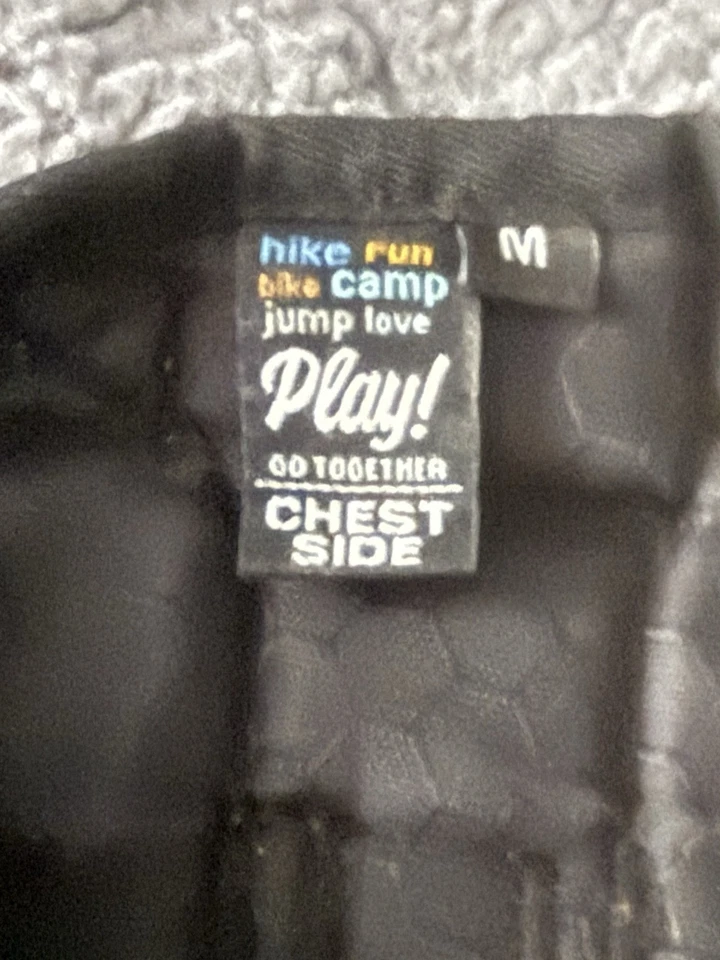 hike run
bike camp
jump love
Play!
GO TOGETHER
CHEST
SIDE
M